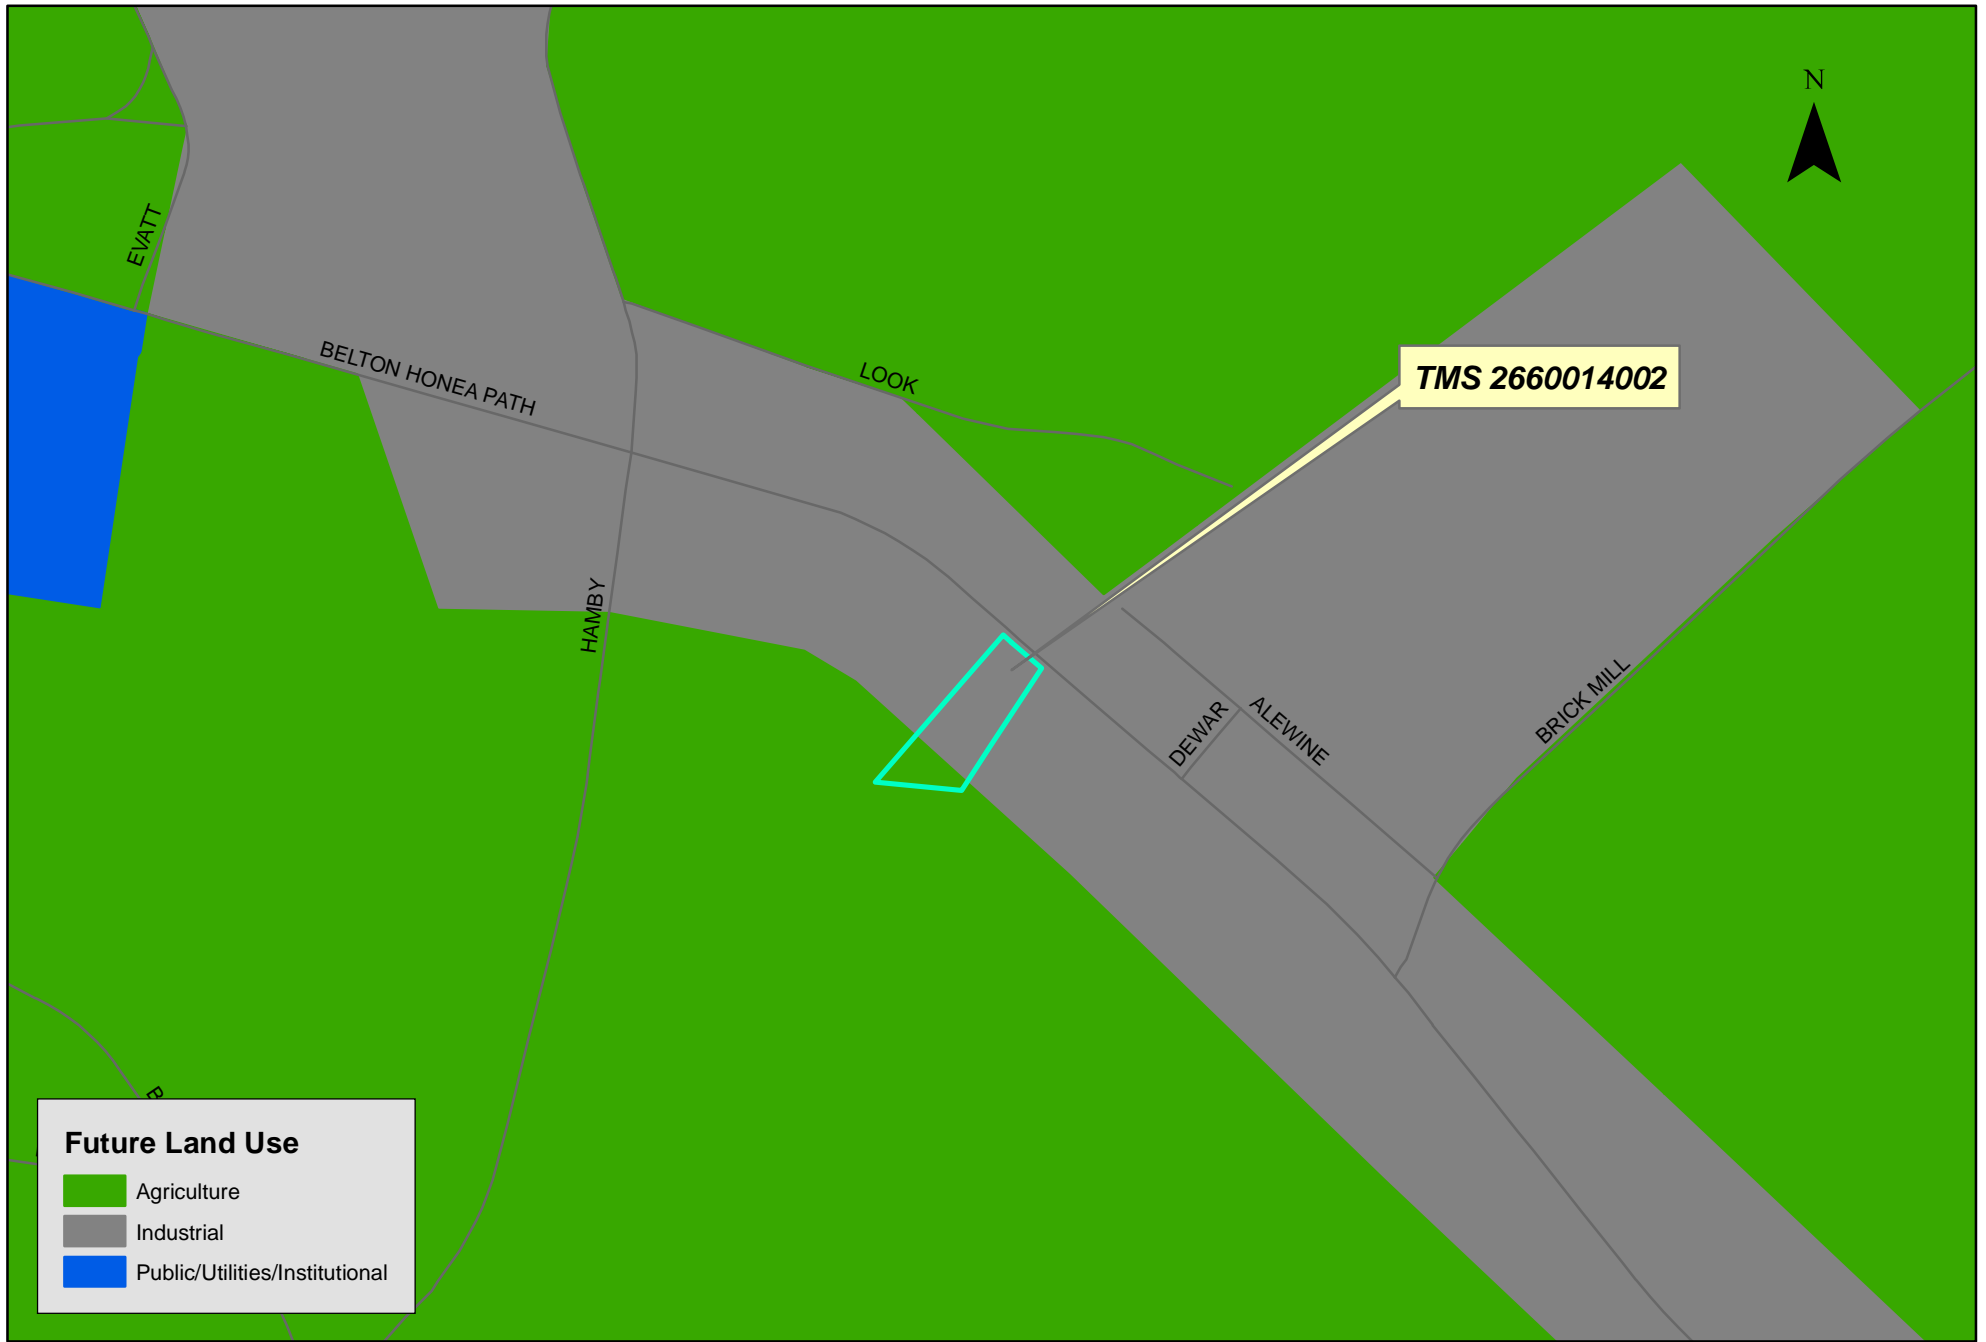 N
EVATT
BELTON HONEA PATH
LOOK
TMS 2660014002
HAMBY
DEWAR
ALEWINE
BRICK MILL
B
Future Land Use
Agriculture
Industrial
Public/Utilities/Institutional